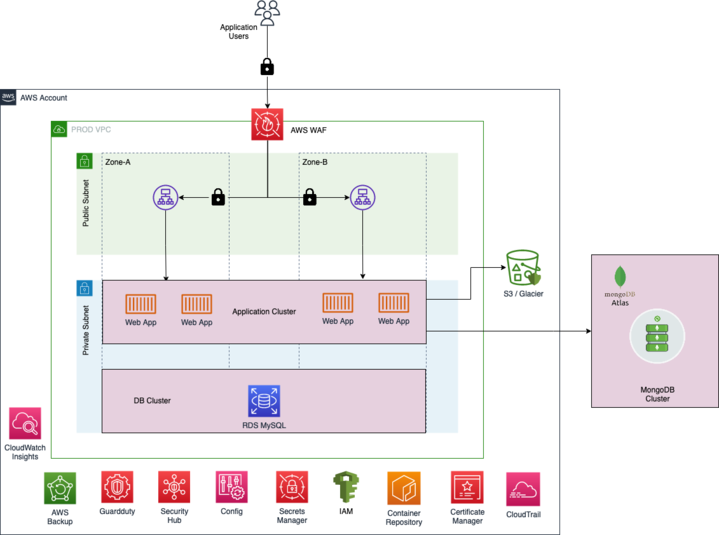 Application
Users
aws
AWS Account
PROD VPC
AWS WAF
Zone-A
Zone-B
Public Subnet
S3 / Glacier
mongoDB
Atlas
Private Subnet
Web App
Web App
Application Cluster
Web App
Web App
MongoDB
Cluster
DB Cluster
RDS MySQL
CloudWatch
Insights
AWS
Backup
Guardduty
Security
Hub
Config
Secrets
Manager
IAM
Container
Repository
Certificate
Manager
CloudTrail